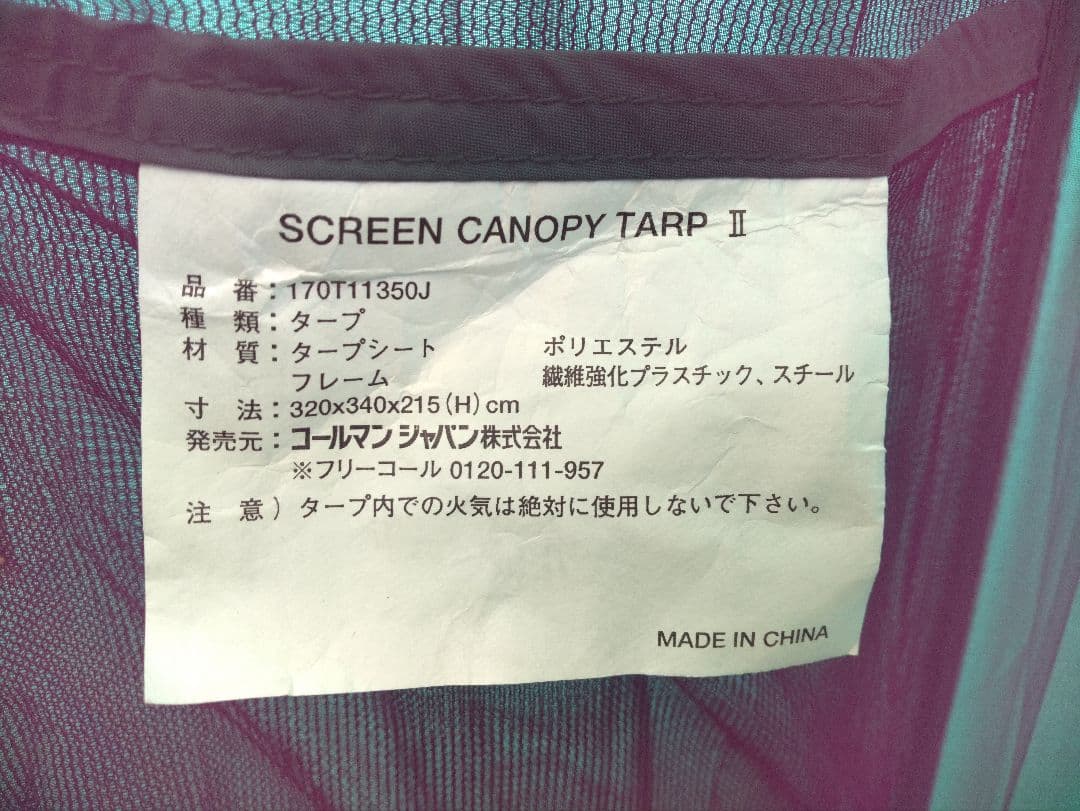 SCREEN CANOPY TARP Ⅱ
品 番：170T11350J
種 類：タープ
材 質：タープシート ポリエステル
フレーム 繊維強化プラスチック、スチール
寸 法：320x340x215(H)cm
発売元：コールマン ジャパン株式会社
※フリーコール 0120-111-957
注 意）タープ内での火気は絶対に使用しないで下さい。
MADE IN CHINA